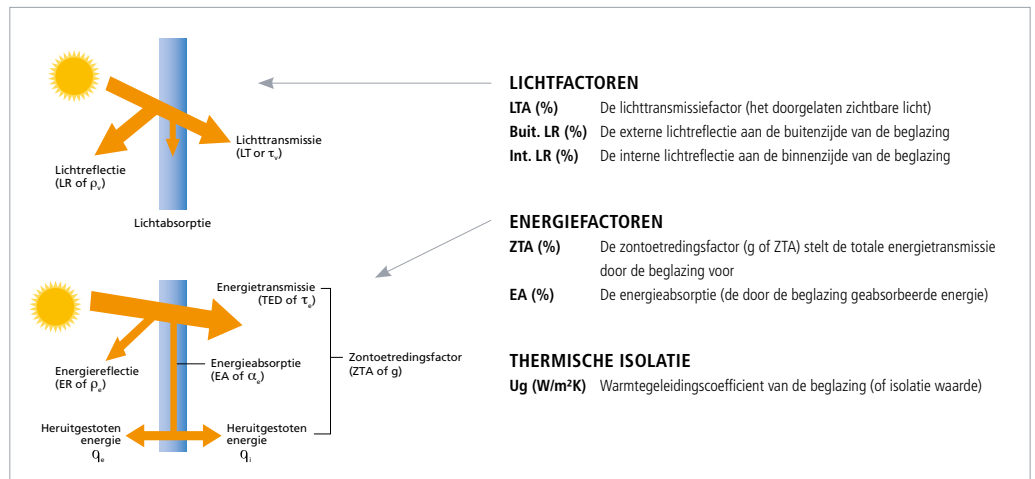 Lichttransmissie
(LT or τv)
Lichtreflectie
(LR of ρv)
Lichtabsorptie
LICHTFACTOREN
LTA (%) De lichttransmissiefactor (het doorgelaten zichtbare licht)
Buit. LR (%) De externe lichtreflectie aan de buitenzijde van de beglazing
Int. LR (%) De interne lichtreflectie aan de binnenzijde van de beglazing
Energietransmissie
(TED of τe)
Energiereflectie
(ER of ρe)
Energieabsorptie
(EA of αe)
Zontoetredingsfactor
(ZTA of g)
Heruitgestoten
energie
qe
Heruitgestoten
energie
qi
ENERGIEFACTOREN
ZTA (%) De zontoetredingsfactor (g of ZTA) stelt de totale energietransmissie
door de beglazing voor
EA (%) De energieabsorptie (de door de beglazing geabsorbeerde energie)
THERMISCHE ISOLATIE
Ug (W/m²K) Warmtegeleidingscoefficient van de beglazing (of isolatie waarde)